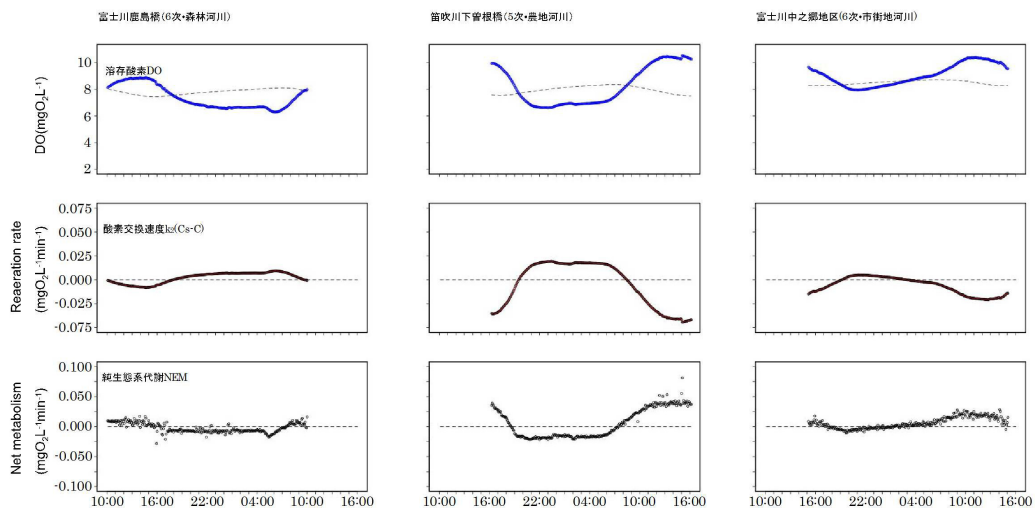 富士川鹿島橋(6次・森林河川)
笛吹川下曽根橋(5次・農地河川)
富士川中之郷地区(6次・市街地河川)
DO(mgO2L-1)
10
8
6
4
2
溶存酸素DO
Reaeration rate
(mgO2L-1min-1)
0.075
0.050
0.025
0.000
-0.025
-0.050
-0.075
酸素交換速度k2(Cs-C)
Net metabolism
(mgO2L-1min-1)
0.100
0.050
0.000
-0.050
-0.100
純生態系代謝NEM
10:00 16:00 22:00 04:00 10:00 16:00
10:00 16:00 22:00 04:00 10:00 16:00
10:00 16:00 22:00 04:00 10:00 16:00